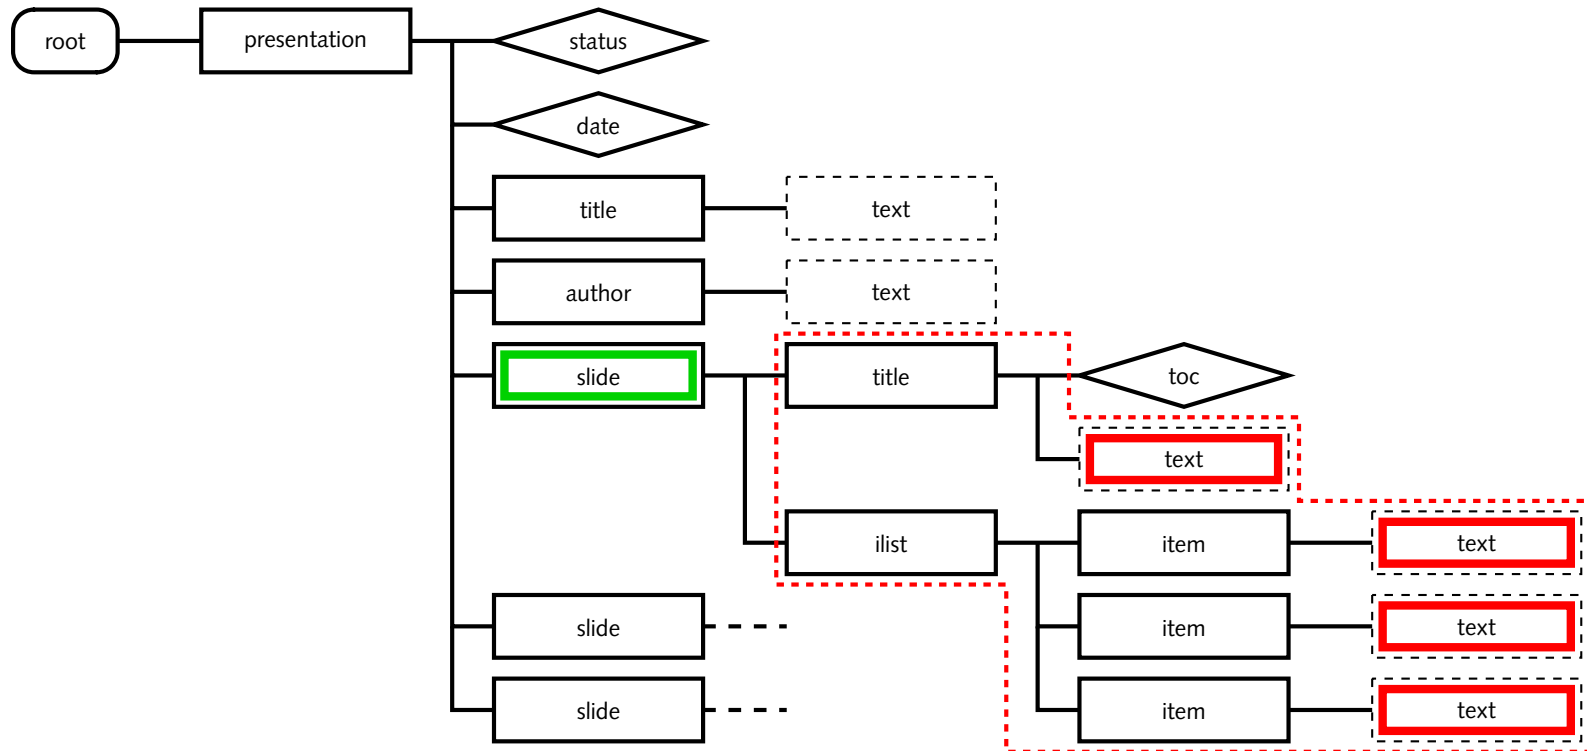 root
presentation
status
date
title
text
author
text
slide
title
toc
text
ilist
item
text
slide
item
text
slide
item
text